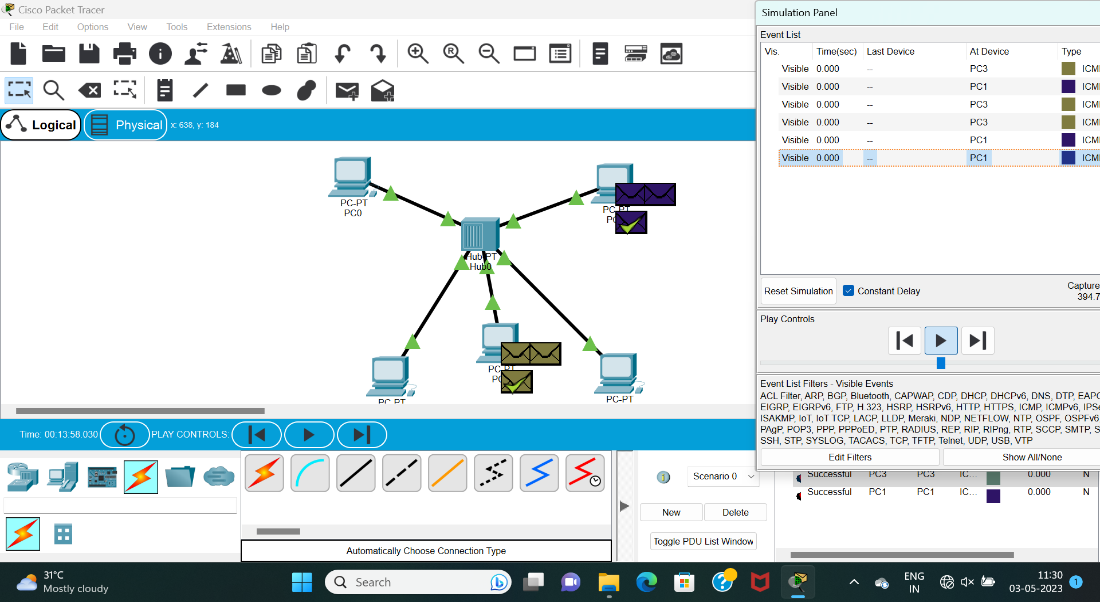 Cisco Packet Tracer
File Edit Options View Tools Extensions Help
Logical
Physical
x: 638, y: 184
PC-PT
PC0
PC-PT
Hub-PT
Hub0
PC-PT
PC-PT
PC-PT
Time: 00:13:58.030
PLAY CONTROLS:
Automatically Choose Connection Type
Scenario 0
New
Delete
Toggle PDU List Window
Simulation Panel
Event List
Vis. Time(sec) Last Device At Device Type
Visible 0.000 -- PC3 ICMP
Visible 0.000 -- PC1 ICMP
Visible 0.000 -- PC3 ICMP
Visible 0.000 -- PC3 ICMP
Visible 0.000 -- PC1 ICMP
Visible 0.000 -- PC1 ICMP
Reset Simulation
Constant Delay
Capture
394.7
Play Controls
Event List Filters - Visible Events
ACL Filter, ARP, BGP, Bluetooth, CAPWAP, CDP, DHCP, DHCPv6, DNS, DTP, EAPO
EIGRP, EIGRPv6, FTP, H.323, HSRP, HSRPv6, HTTP, HTTPS, ICMP, ICMPv6, IPSe
ISAKMP, IoT, IoT TCP, LACP, LLDP, Meraki, NDP, NETFLOW, NTP, OSPF, OSPFv6
PAgP, POP3, PPP, PPPoED, PTP, RADIUS, REP, RIP, RIPng, RTP, SCCP, SMTP, S
SSH, STP, SYSLOG, TACACS, TCP, TFTP, Telnet, UDP, USB, VTP
Edit Filters
Show All/None
Successful PC3 PC3 IC... 0.000 N
Successful PC1 PC1 IC... 0.000 N
31°C
Mostly cloudy
Search
ENG
IN
11:30
03-05-2023
1